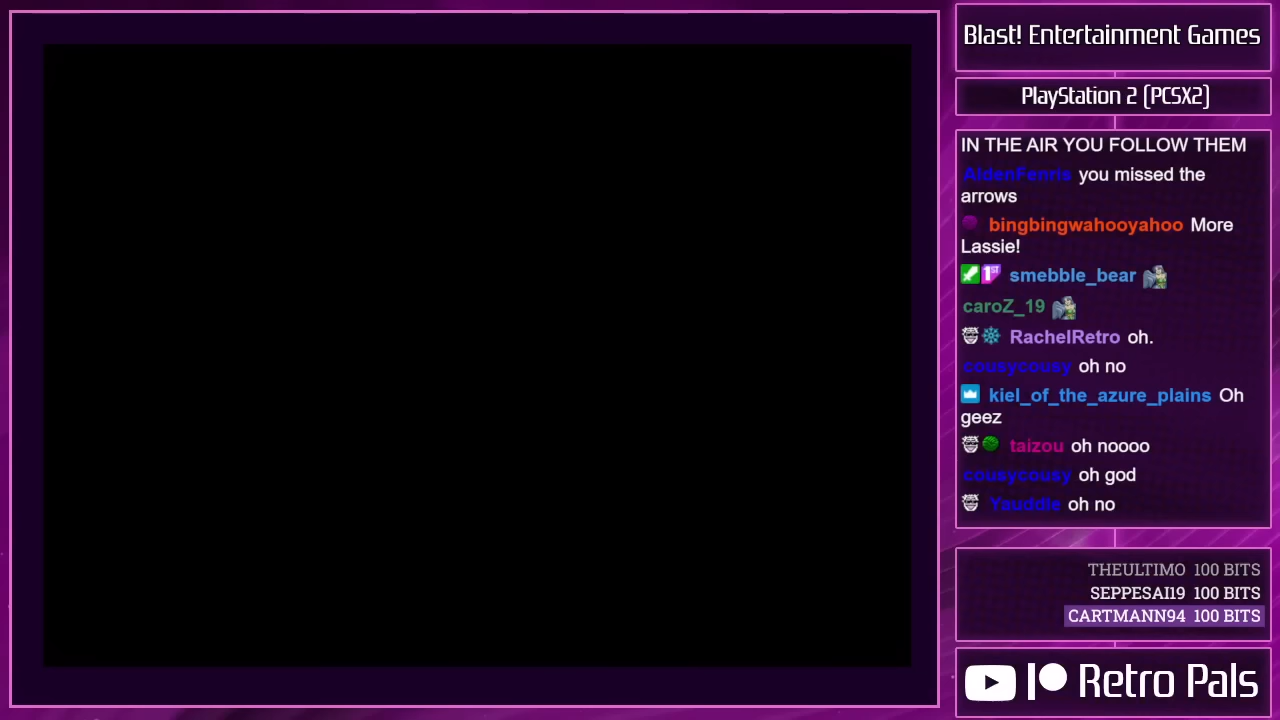 Blast! Entertainment Games
PlayStation 2 (PCSX2)
IN THE AIR YOU FOLLOW THEM
AldenFenris you missed the
arrows
bingbingwahooyahoo More
Lassie!
1ST smebble_bear
caroZ_19
RachelRetro oh.
cousycousy oh no
kiel_of_the_azure_plains Oh
geez
taizou oh noooo
cousycousy oh god
Yauddle oh no
THEULTIMO 100 BITS
SEPPESAI19 100 BITS
CARTMANN94 100 BITS
Retro Pals